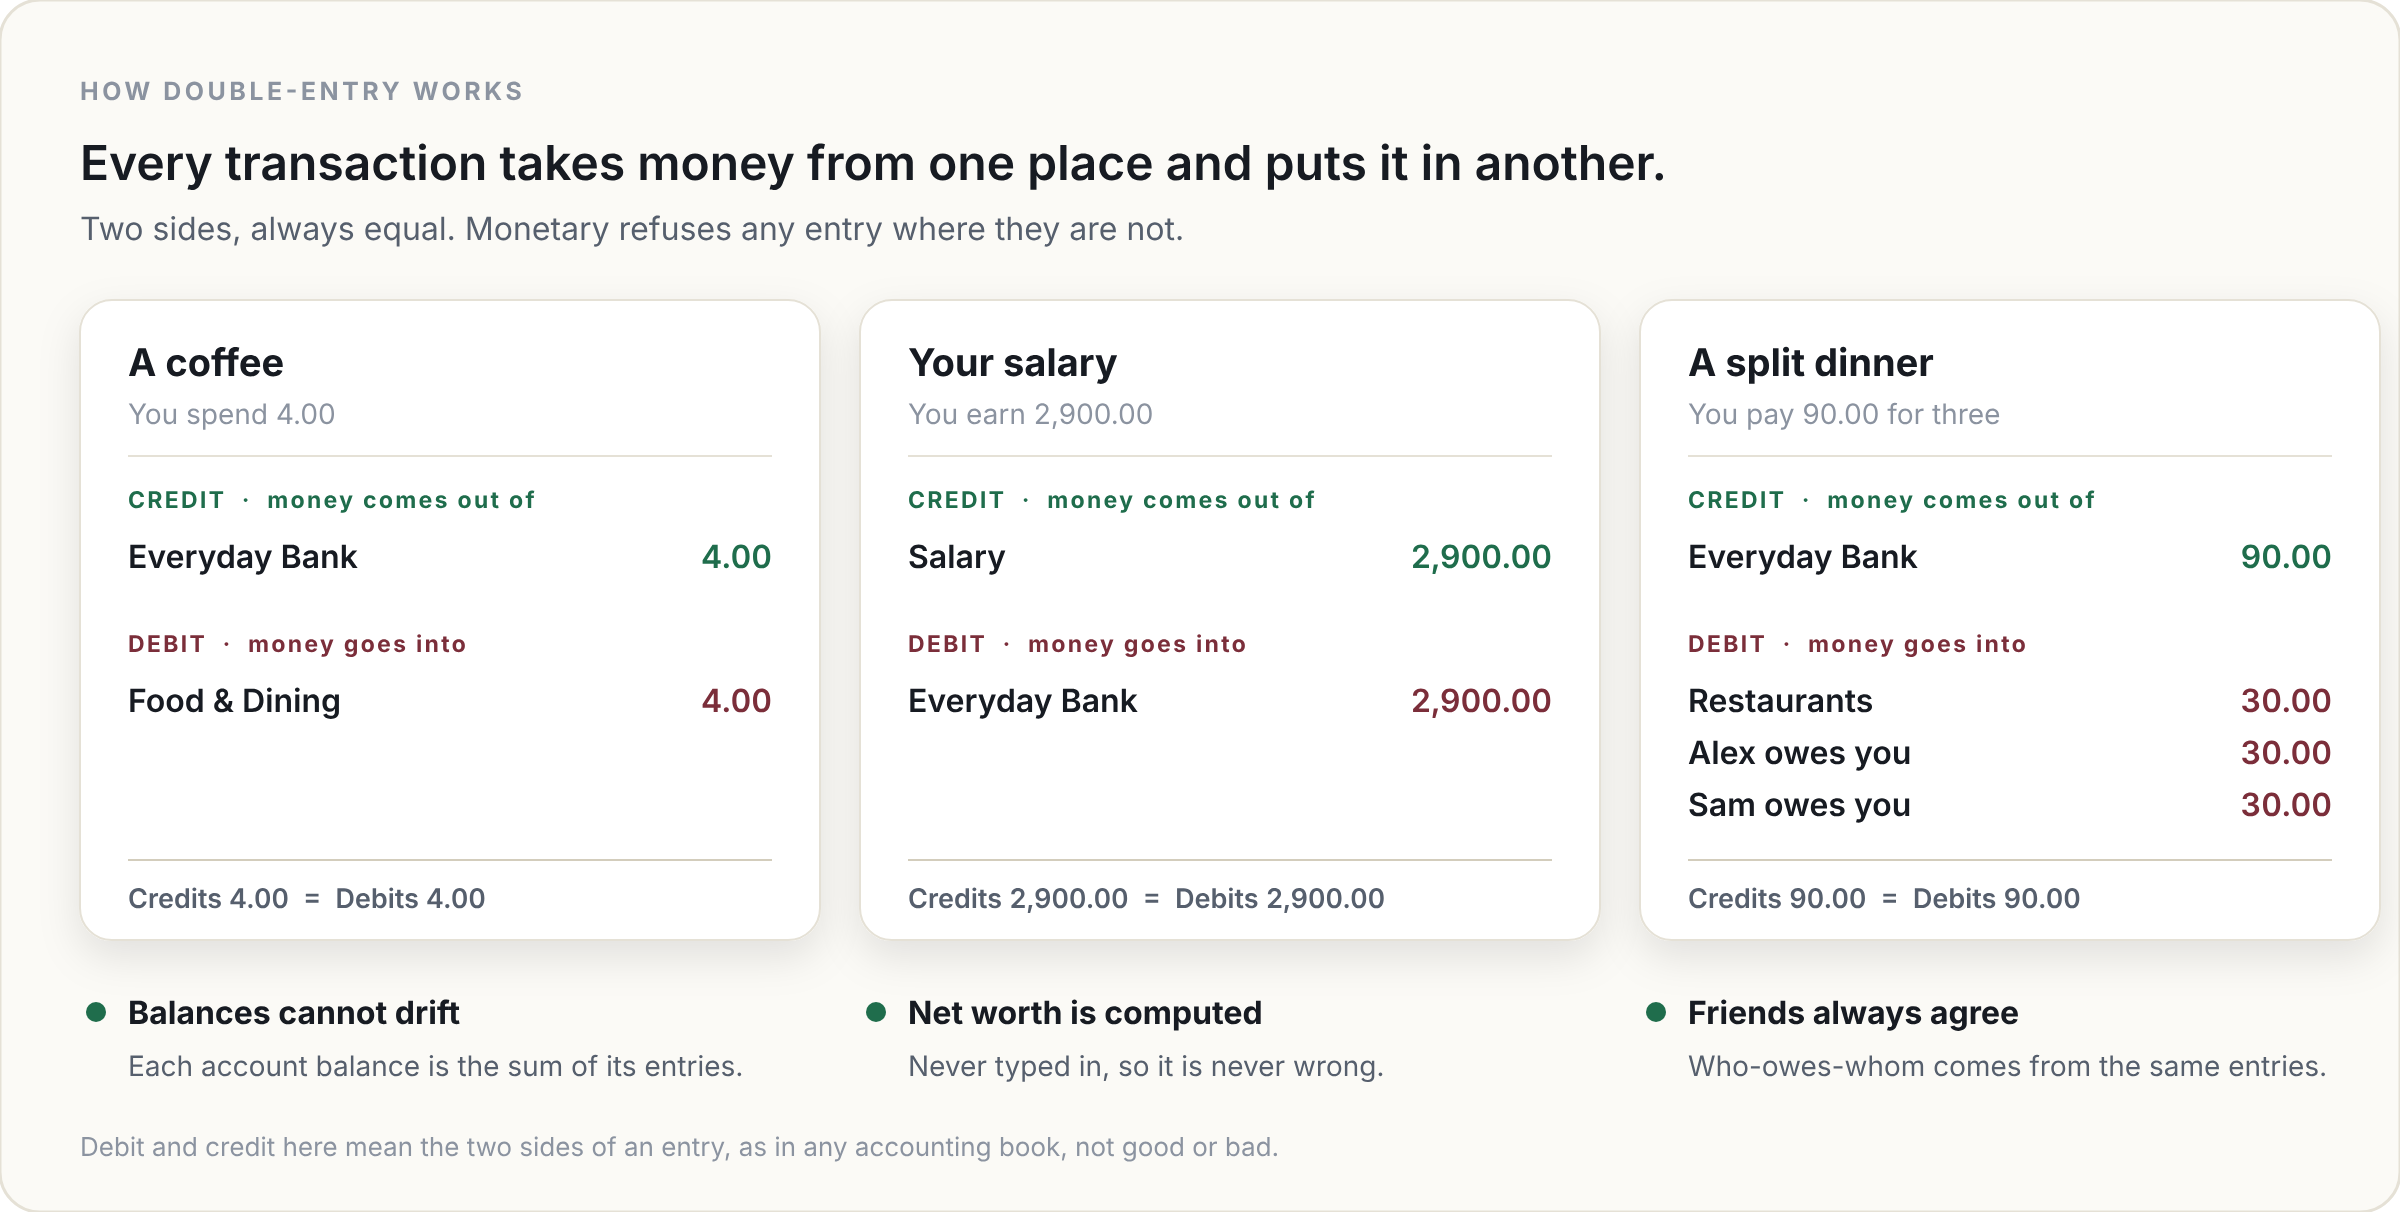 HOW DOUBLE-ENTRY WORKS
Every transaction takes money from one place and puts it in another.
Two sides, always equal. Monetary refuses any entry where they are not.
A coffee
You spend 4.00
CREDIT · money comes out of
Everyday Bank 4.00
DEBIT · money goes into
Food & Dining 4.00
Credits 4.00 = Debits 4.00
Your salary
You earn 2,900.00
CREDIT · money comes out of
Salary 2,900.00
DEBIT · money goes into
Everyday Bank 2,900.00
Credits 2,900.00 = Debits 2,900.00
A split dinner
You pay 90.00 for three
CREDIT · money comes out of
Everyday Bank 90.00
DEBIT · money goes into
Restaurants 30.00
Alex owes you 30.00
Sam owes you 30.00
Credits 90.00 = Debits 90.00
Balances cannot drift
Each account balance is the sum of its entries.
Net worth is computed
Never typed in, so it is never wrong.
Friends always agree
Who-owes-whom comes from the same entries.
Debit and credit here mean the two sides of an entry, as in any accounting book, not good or bad.